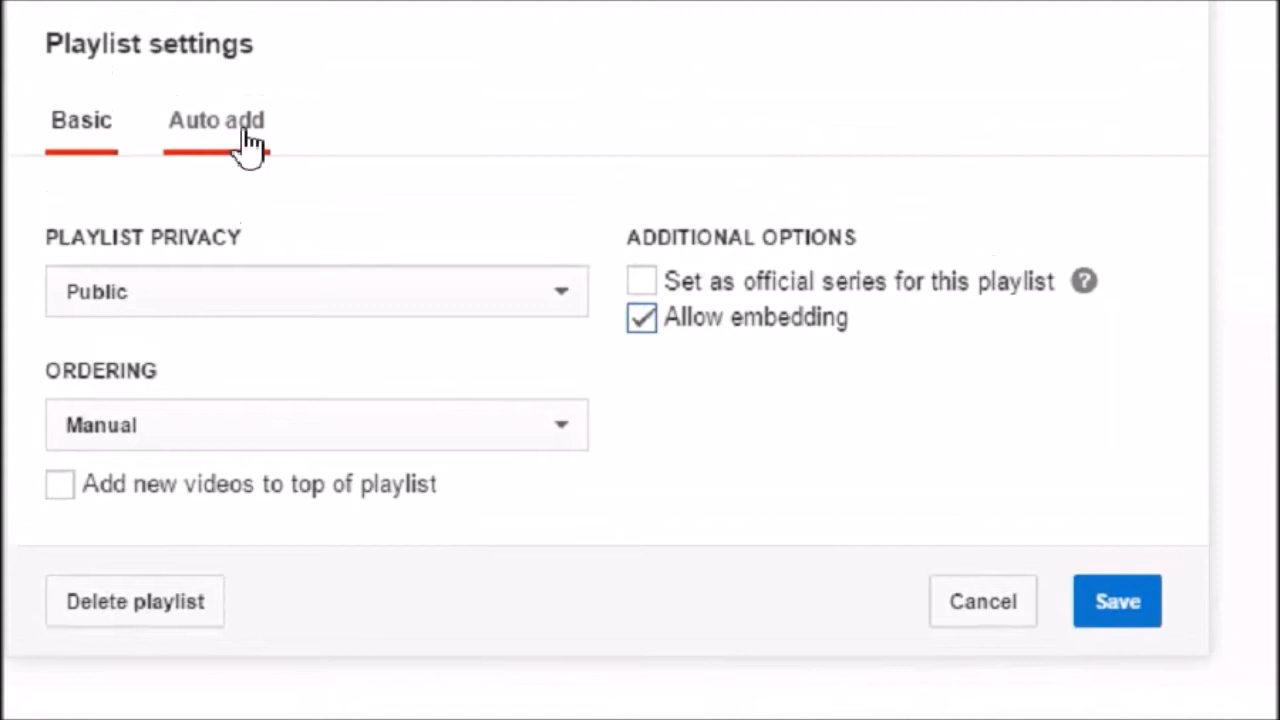 Playlist settings
Basic
Auto add
PLAYLIST PRIVACY
Public
ORDERING
Manual
Add new videos to top of playlist
ADDITIONAL OPTIONS
Set as official series for this playlist ?
Allow embedding
Delete playlist
Cancel
Save